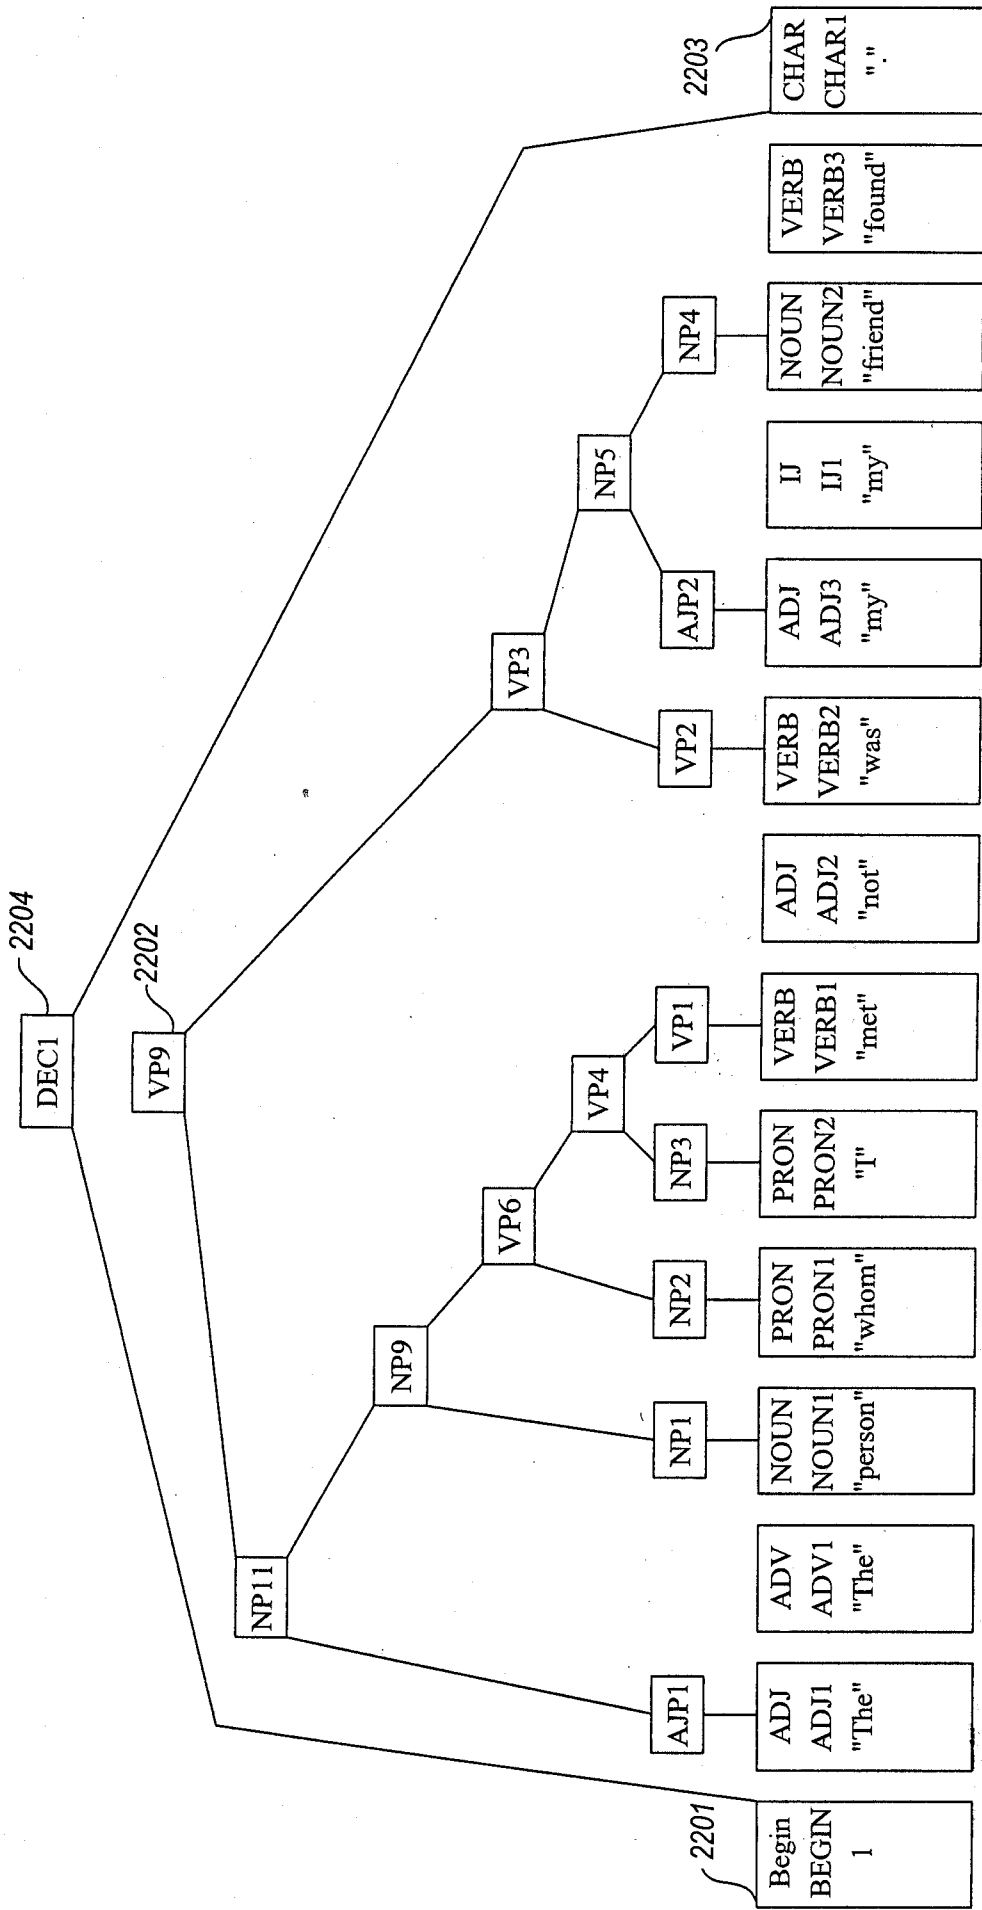 DEC1
2204
VP9
2202
NP11
NP9
VP6
VP3
VP4
NP5
AJP1
NP1
NP2
NP3
VP1
VP2
AJP2
NP4
2201
Begin
BEGIN
1
ADJ
ADJ1
"The"
ADV
ADV1
"The"
NOUN
NOUN1
"person"
PRON
PRON1
"whom"
PRON
PRON2
"I"
VERB
VERB1
"met"
ADJ
ADJ2
"not"
VERB
VERB2
"was"
ADJ
ADJ3
"my"
IJ
IJ1
"my"
NOUN
NOUN2
"friend"
VERB
VERB3
"found"
2203
CHAR
CHAR1
"."